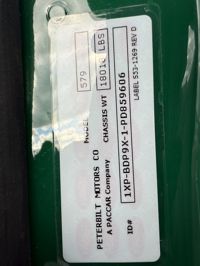 MODEL 579
CHASSIS WT 18010 LBS
PETERBILT MOTORS CO
A PACCAR Company
ID# 1XP-BDP9X-1-PD859606
LABEL S53-1269 REV D